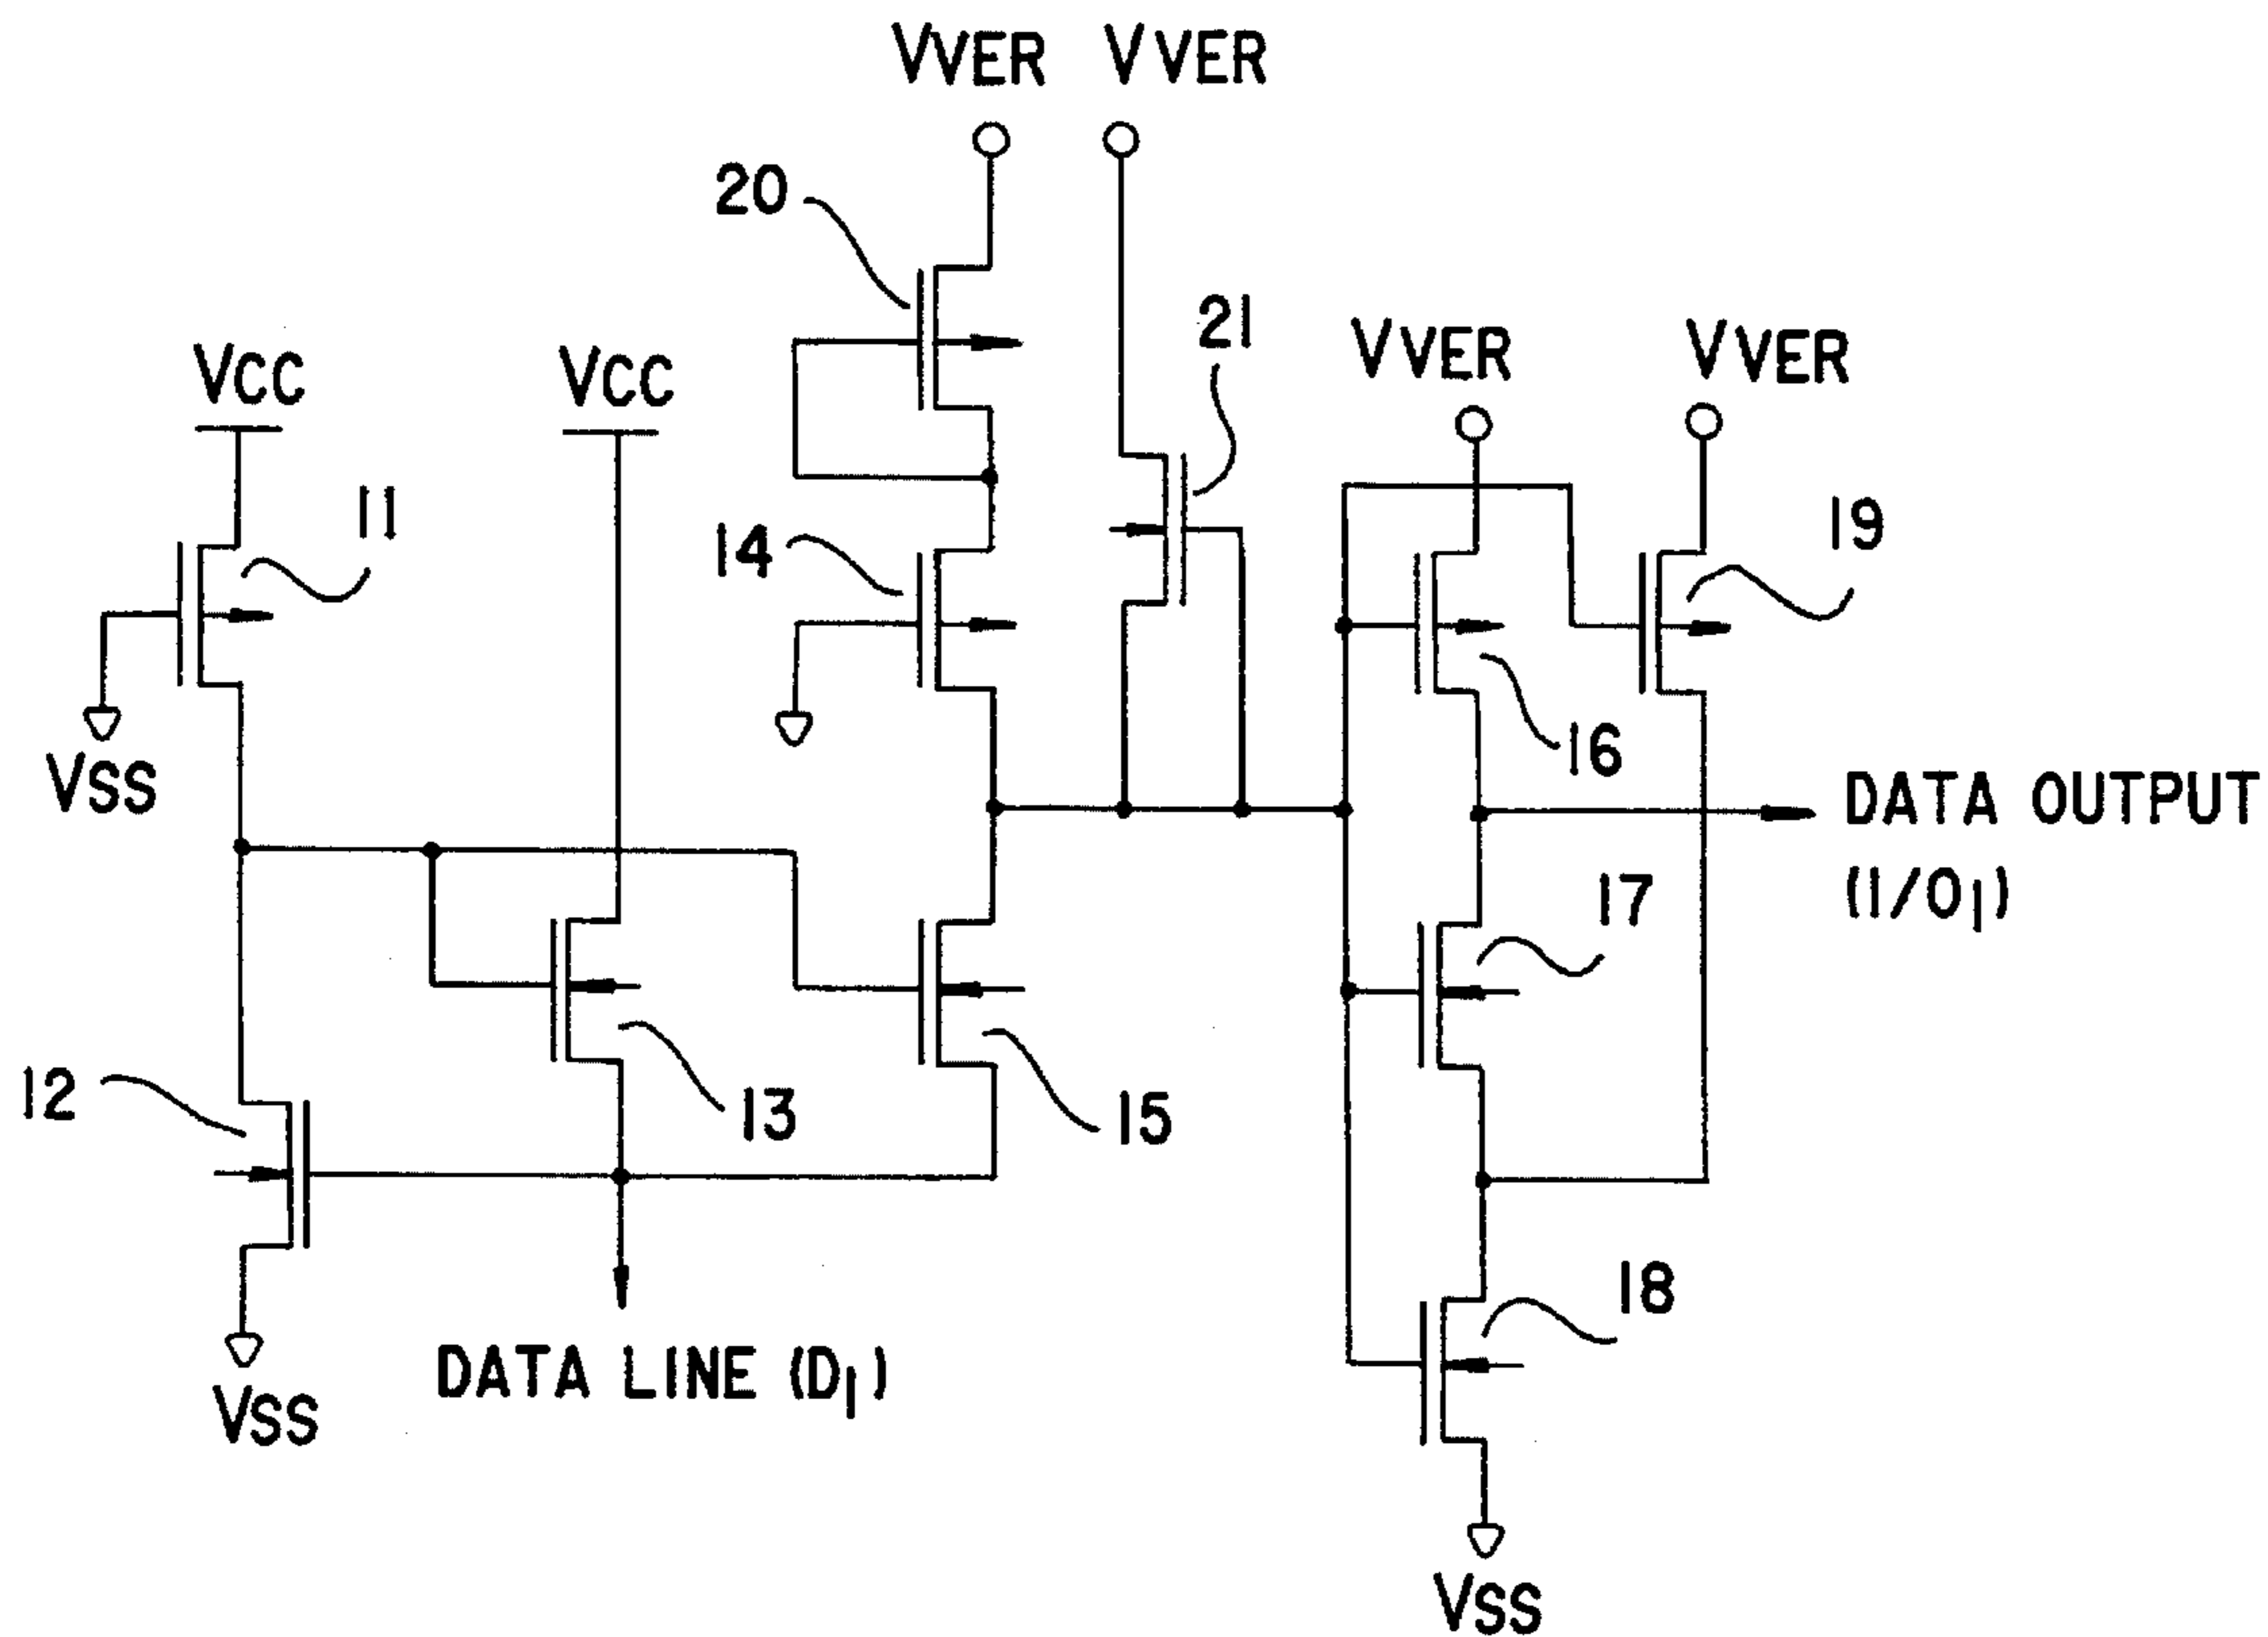 VVER VVER
20
21
VCC VCC VVER VVER
11
14
19
16
VSS
DATA OUTPUT
(I/O1)
17
12
13
15
18
DATA LINE (D1)
VSS
VSS